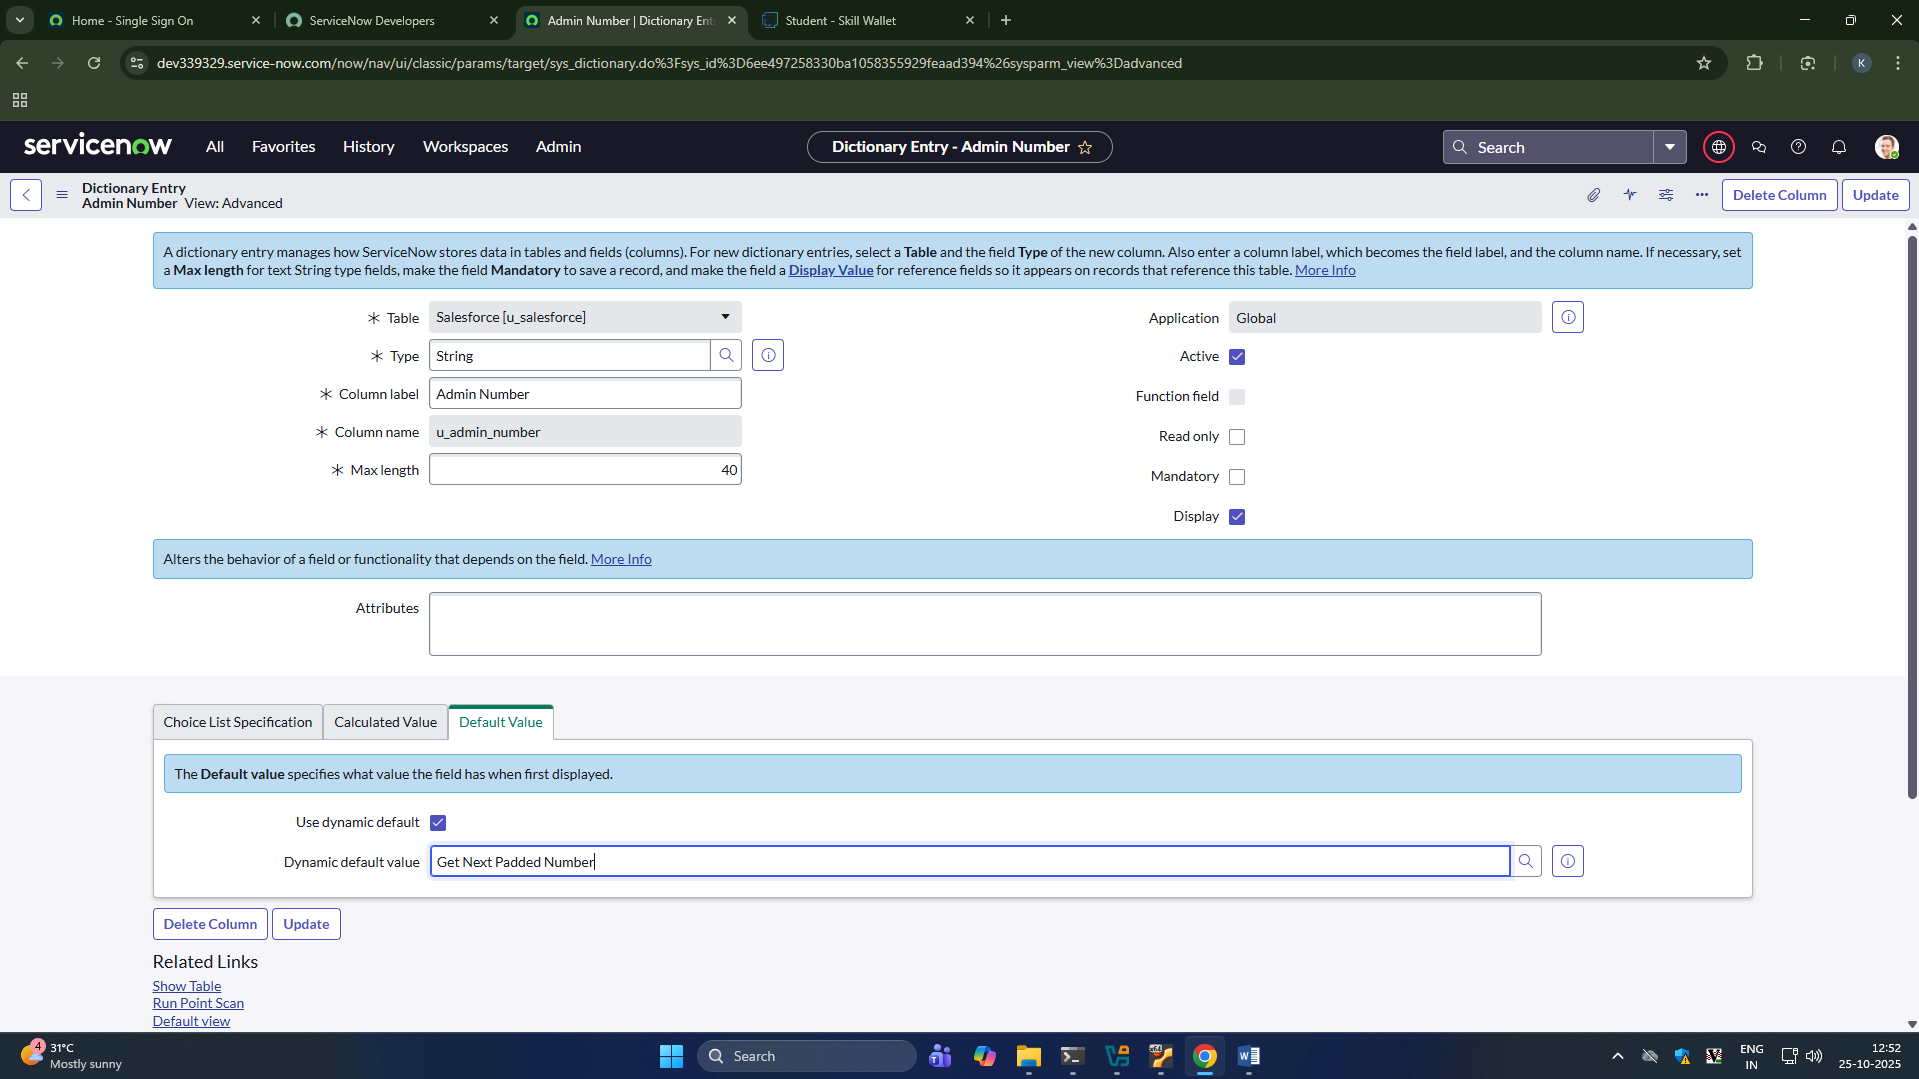 Home - Single Sign On
ServiceNow Developers
Admin Number | Dictionary Ent
Student - Skill Wallet
dev339329.service-now.com/now/nav/ui/classic/params/target/sys_dictionary.do%3Fsys_id%3D6ee497258330ba1058355929feaad394%26sysparm_view%3Dadvanced
K
servicenow
All
Favorites
History
Workspaces
Admin
Dictionary Entry - Admin Number
Search
Dictionary Entry
Admin Number View: Advanced
Delete Column
Update
A dictionary entry manages how ServiceNow stores data in tables and fields (columns). For new dictionary entries, select a Table and the field Type of the new column. Also enter a column label, which becomes the field label, and the column name. If necessary, set
a Max length for text String type fields, make the field Mandatory to save a record, and make the field a Display Value for reference fields so it appears on records that reference this table. More Info
Table
Salesforce [u_salesforce]
Application
Global
Type
String
Active
Column label
Admin Number
Function field
Column name
u_admin_number
Read only
Max length
40
Mandatory
Display
Alters the behavior of a field or functionality that depends on the field. More Info
Attributes
Choice List Specification
Calculated Value
Default Value
The Default value specifies what value the field has when first displayed.
Use dynamic default
Dynamic default value
Get Next Padded Number
Delete Column
Update
Related Links
Show Table
Run Point Scan
Default view
4
31°C
Mostly sunny
Search
ENG
IN
12:52
25-10-2025